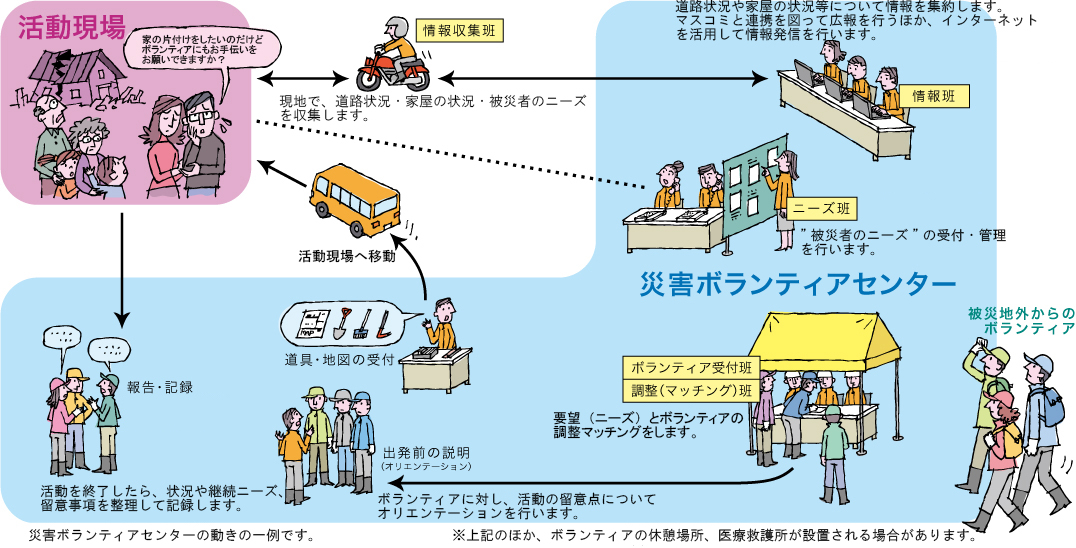 活動現場
家の片付けをしたいのだけど
ボランティアにもお手伝いを
お願いできますか?
情報収集班
現地で、道路状況・家屋の状況・被災者のニーズ
を収集します。
道路状況や家屋の状況等について情報を集約します。
マスコミと連携を図って広報を行うほか、インターネット
を活用して情報発信を行います。
情報班
ニーズ班
”被災者のニーズ”の受付・管理
を行います。
災害ボランティアセンター
被災地外からの
ボランティア
ボランティア受付班
調整(マッチング)班
要望(ニーズ)とボランティアの
調整マッチングをします。
出発前の説明
(オリエンテーション)
ボランティアに対し、活動の留意点について
オリエンテーションを行います。
MAP
道具・地図の受付
活動現場へ移動
報告・記録
活動を終了したら、状況や継続ニーズ、
留意事項を整理して記録します。
災害ボランティアセンターの動きの一例です。
※上記のほか、ボランティアの休憩場所、医療救護所が設置される場合があります。